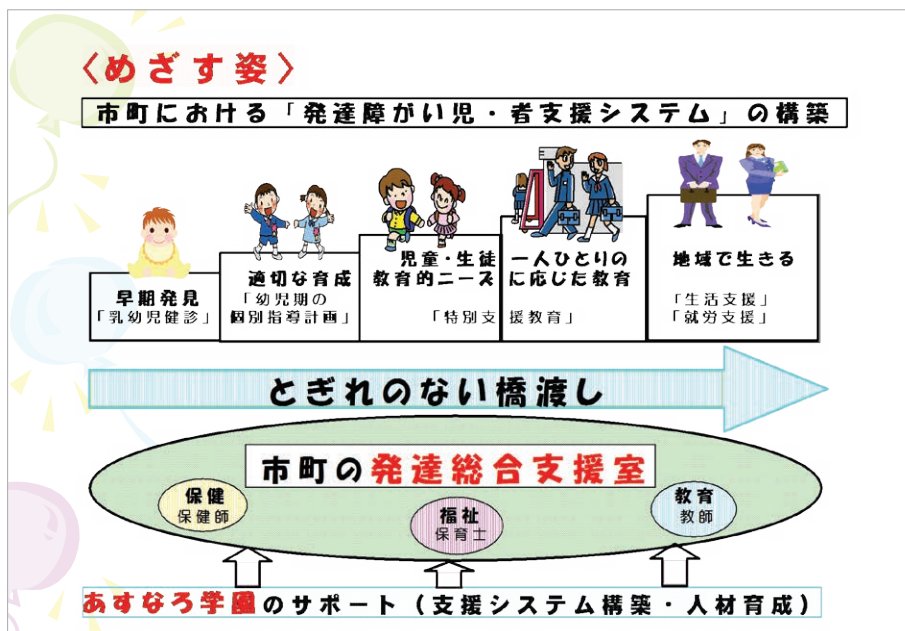 〈めざす姿〉
市町における「発達障がい児・者支援システム」の構築
早期発見
「乳幼児健診」
適切な育成
「幼児期の
個別指導計画」
児童・生徒一人ひとりの
教育的ニーズに応じた教育
「特別支援教育」
地域で生きる
「生活支援」
「就労支援」
とぎれのない橋渡し
市町の発達総合支援室
保健
保健師
福祉
保育士
教育
教師
あすなろ学園のサポート(支援システム構築・人材育成)